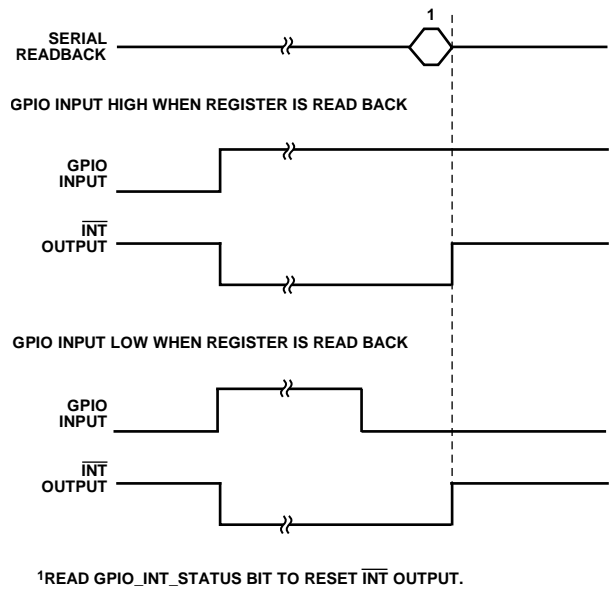 1
SERIAL
READBACK
GPIO INPUT HIGH WHEN REGISTER IS READ BACK
GPIO
INPUT
INT
OUTPUT
GPIO INPUT LOW WHEN REGISTER IS READ BACK
GPIO
INPUT
INT
OUTPUT
1READ GPIO_INT_STATUS BIT TO RESET INT OUTPUT.